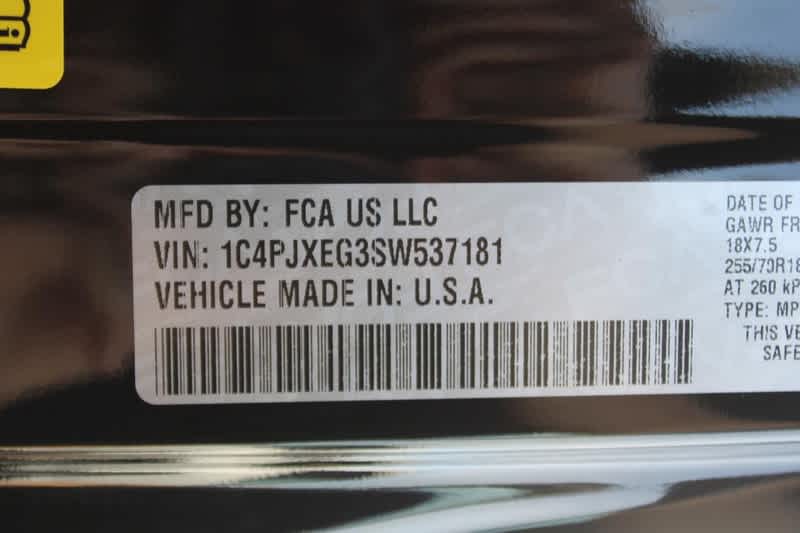 MFD BY: FCA US LLC
VIN: 1C4PJXEG3SW537181
VEHICLE MADE IN: U.S.A.
DATE OF
GAWR FR
18X7.5
255/70R18
AT 260 kP
TYPE: MP
THIS VE
SAFE